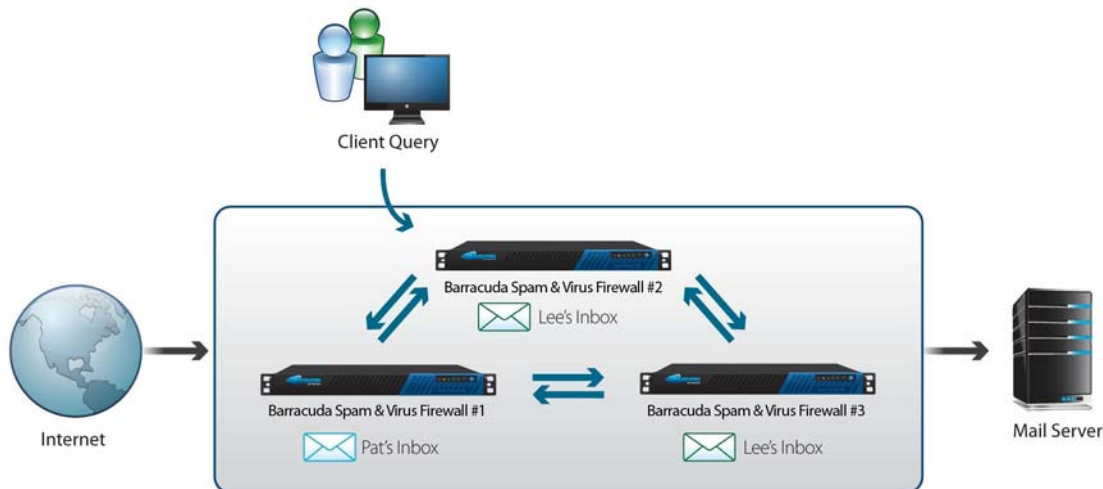 Client Query
Barracuda Spam & Virus Firewall #2
Lee's Inbox
Barracuda Spam & Virus Firewall #1
Barracuda Spam & Virus Firewall #3
Pat's Inbox
Lee's Inbox
Internet
Mail Server